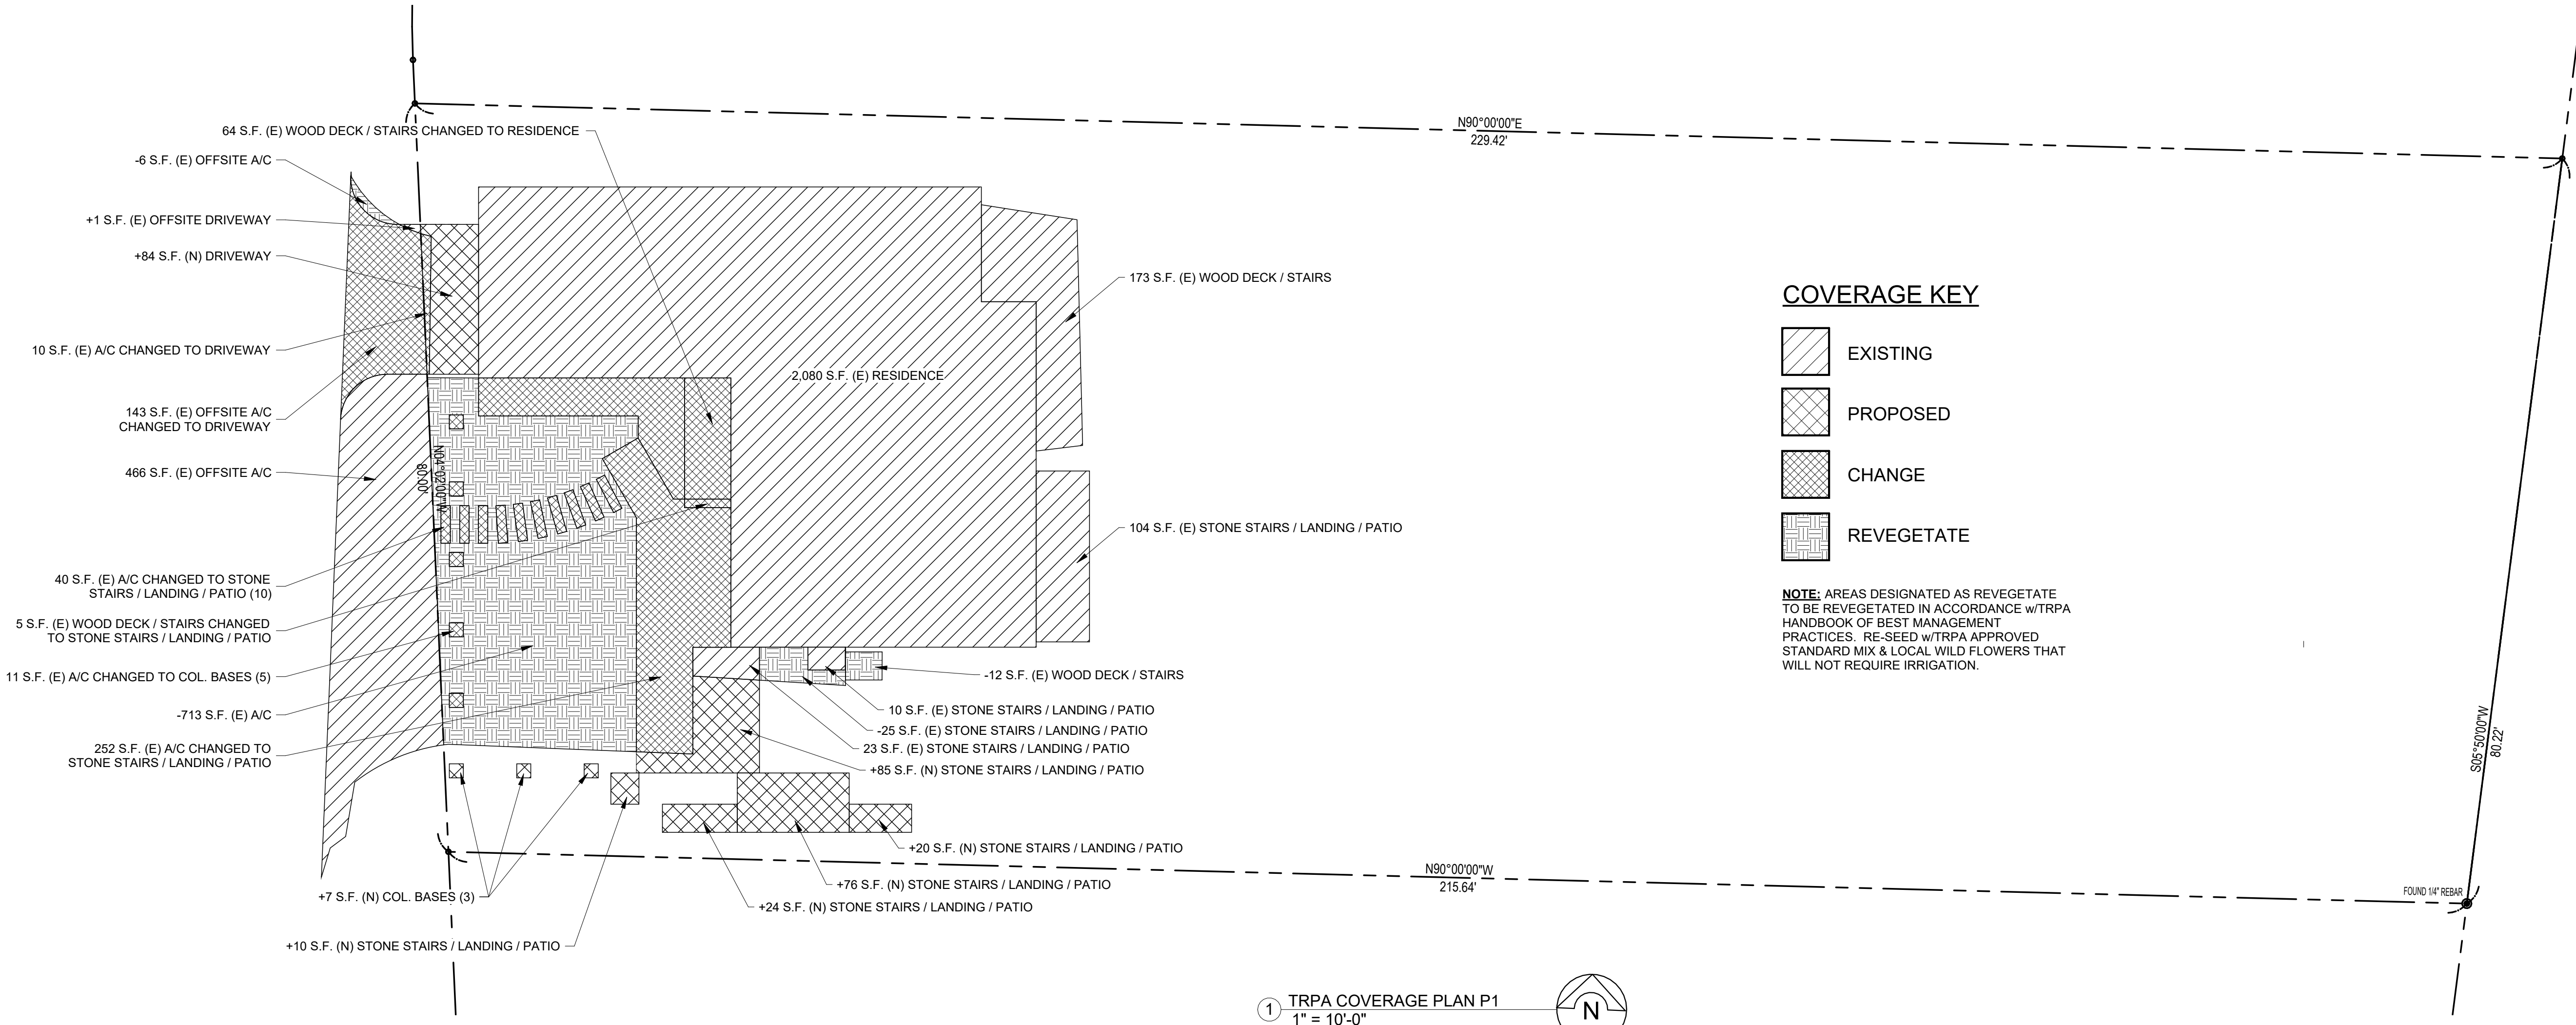 N90°00'00"E
229.42'
64 S.F. (E) WOOD DECK / STAIRS CHANGED TO RESIDENCE
-6 S.F. (E) OFFSITE A/C
+1 S.F. (E) OFFSITE DRIVEWAY
+84 S.F. (N) DRIVEWAY
10 S.F. (E) A/C CHANGED TO DRIVEWAY
143 S.F. (E) OFFSITE A/C
CHANGED TO DRIVEWAY
466 S.F. (E) OFFSITE A/C
N04°02'00"W
80.00'
40 S.F. (E) A/C CHANGED TO STONE
STAIRS / LANDING / PATIO (10)
5 S.F. (E) WOOD DECK / STAIRS CHANGED
TO STONE STAIRS / LANDING / PATIO
11 S.F. (E) A/C CHANGED TO COL. BASES (5)
-713 S.F. (E) A/C
252 S.F. (E) A/C CHANGED TO
STONE STAIRS / LANDING / PATIO
+7 S.F. (N) COL. BASES (3)
+10 S.F. (N) STONE STAIRS / LANDING / PATIO
2,080 S.F. (E) RESIDENCE
173 S.F. (E) WOOD DECK / STAIRS
104 S.F. (E) STONE STAIRS / LANDING / PATIO
-12 S.F. (E) WOOD DECK / STAIRS
10 S.F. (E) STONE STAIRS / LANDING / PATIO
-25 S.F. (E) STONE STAIRS / LANDING / PATIO
23 S.F. (E) STONE STAIRS / LANDING / PATIO
+85 S.F. (N) STONE STAIRS / LANDING / PATIO
+20 S.F. (N) STONE STAIRS / LANDING / PATIO
+76 S.F. (N) STONE STAIRS / LANDING / PATIO
+24 S.F. (N) STONE STAIRS / LANDING / PATIO
COVERAGE KEY
EXISTING
PROPOSED
CHANGE
REVEGETATE
NOTE: AREAS DESIGNATED AS REVEGETATE
TO BE REVEGETATED IN ACCORDANCE w/TRPA
HANDBOOK OF BEST MANAGEMENT
PRACTICES. RE-SEED w/TRPA APPROVED
STANDARD MIX & LOCAL WILD FLOWERS THAT
WILL NOT REQUIRE IRRIGATION.
S05°50'00"W
80.22'
N90°00'00"W
215.64'
FOUND 1/4" REBAR
1 TRPA COVERAGE PLAN P1
1" = 10'-0"
N